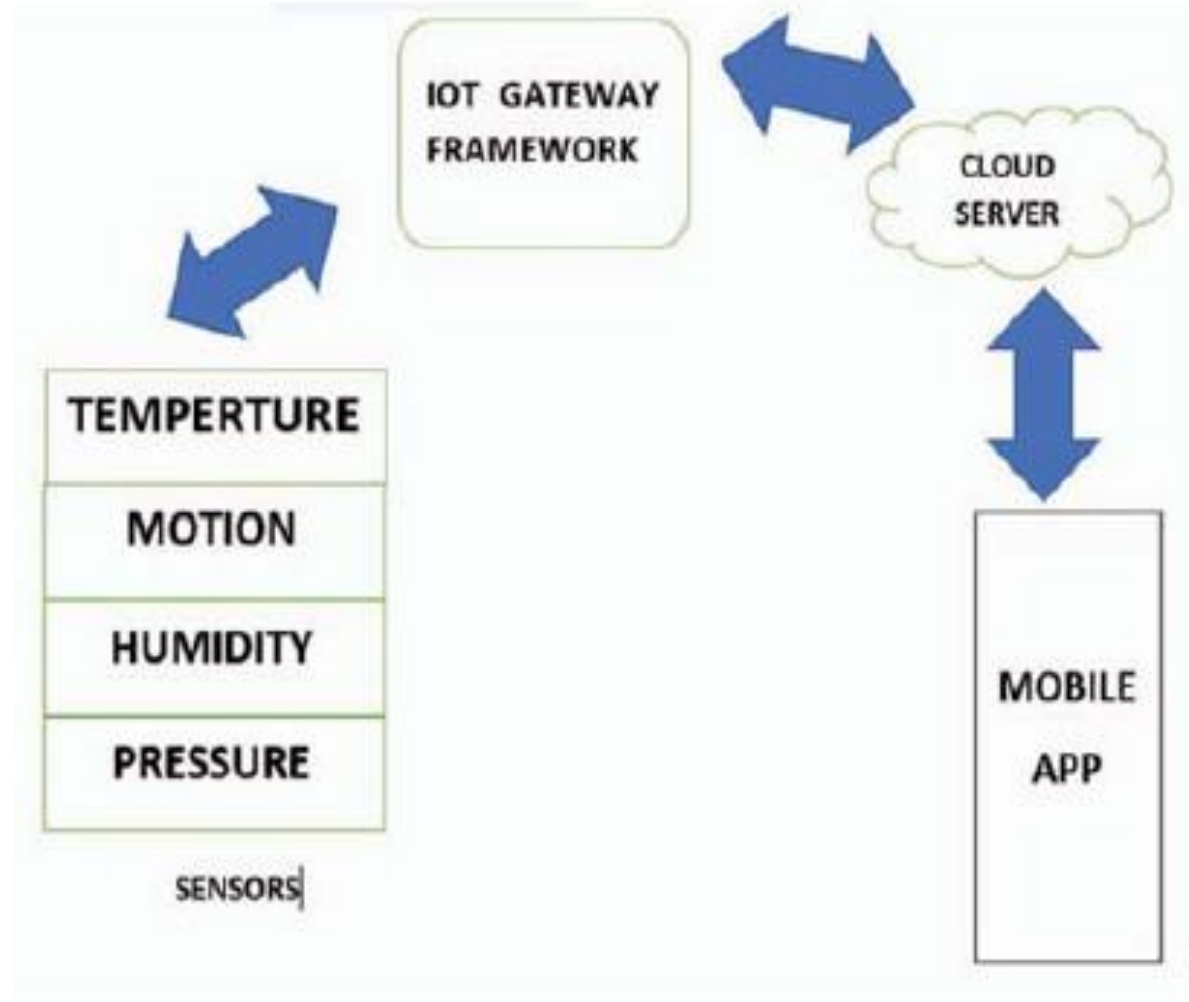 IOT GATEWAY
FRAMEWORK
CLOUD
SERVER
TEMPERTURE
MOTION
HUMIDITY
PRESSURE
SENSORS
MOBILE
APP